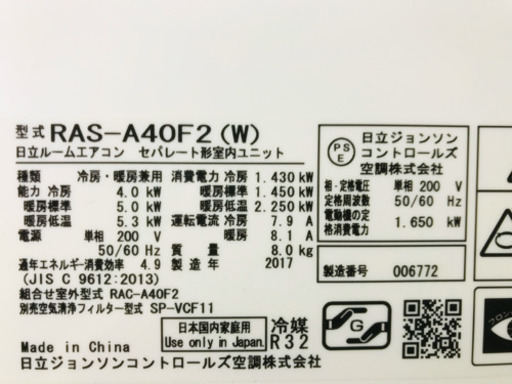 型式 RAS-A40F2 (W)
日立ルームエアコン セパレート形室内ユニット
種類 冷房・暖房兼用
能力 冷房 4.0 kW
暖房標準 5.0 kW
暖房低温 5.3 kW
電源 単相 200 V
50/60 Hz
通年エネルギー消費効率 4.9
(JIS C 9612:2013)
消費電力 冷房 1.430 kW
暖房標準 1.450 kW
暖房低温 2.250 kW
運転電流 冷房 7.9 A
暖房 8.1 A
質量 8.0 kg
製造年 2017
組合せ室外型式 RAC-A40F2
別売空気清浄フィルター型式 SP-VCF11
Made in China
日本国内家庭用
Use only in Japan
冷媒
R32
日立ジョンソンコントロールズ空調株式会社
PSE
日立ジョンソン
コントロールズ
空調株式会社
相・定格電圧 単相 200 V
定格周波数 50/60 Hz
電動機の定
格消費電力 1.650 kW
製造番号 006772
G
フロン